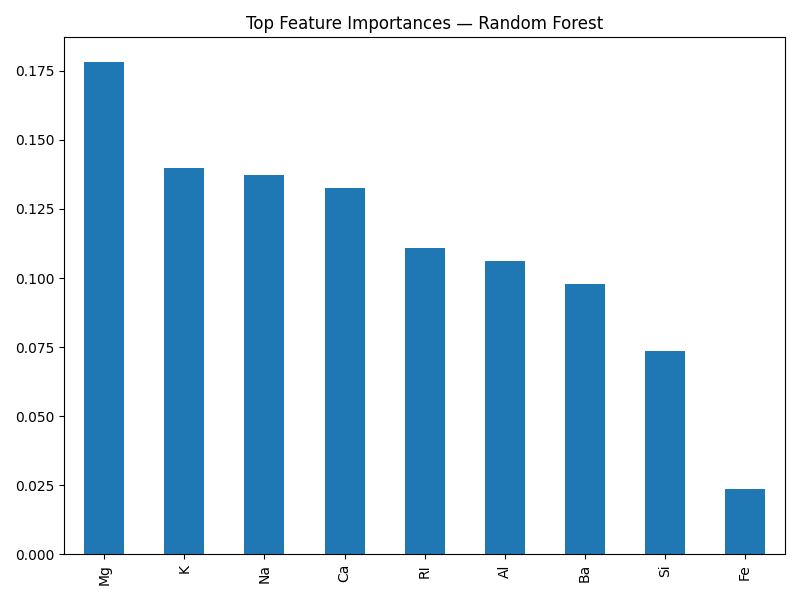 Top Feature Importances — Random Forest
0.175
0.150
0.125
0.100
0.075
0.050
0.025
0.000
Mg
K
Na
Ca
RI
Al
Ba
Si
Fe